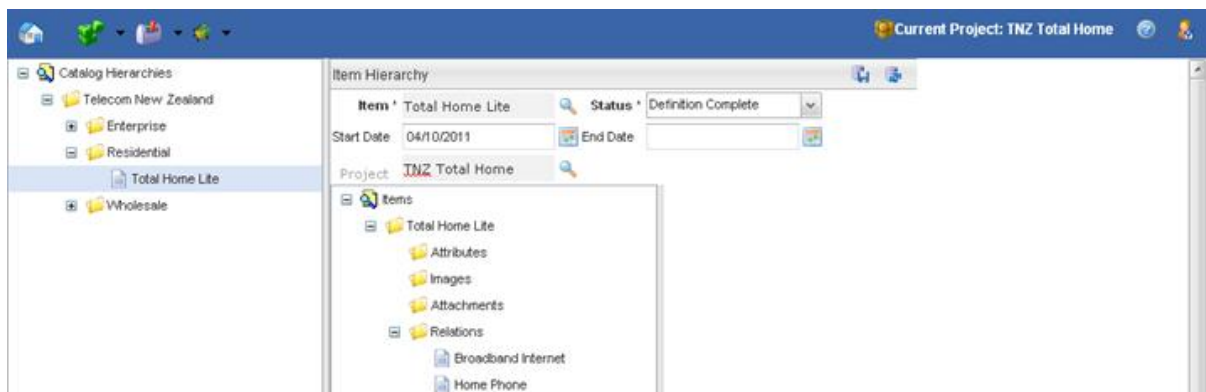 Current Project: TNZ Total Home
Catalog Hierarchies
Telecom New Zealand
Enterprise
Residential
Total Home Lite
Wholesale
Item Hierarchy
Item * Total Home Lite Status * Definition Complete
Start Date 04/10/2011 End Date
Project TNZ Total Home
Items
Total Home Lite
Attributes
Images
Attachments
Relations
Broadband Internet
Home Phone